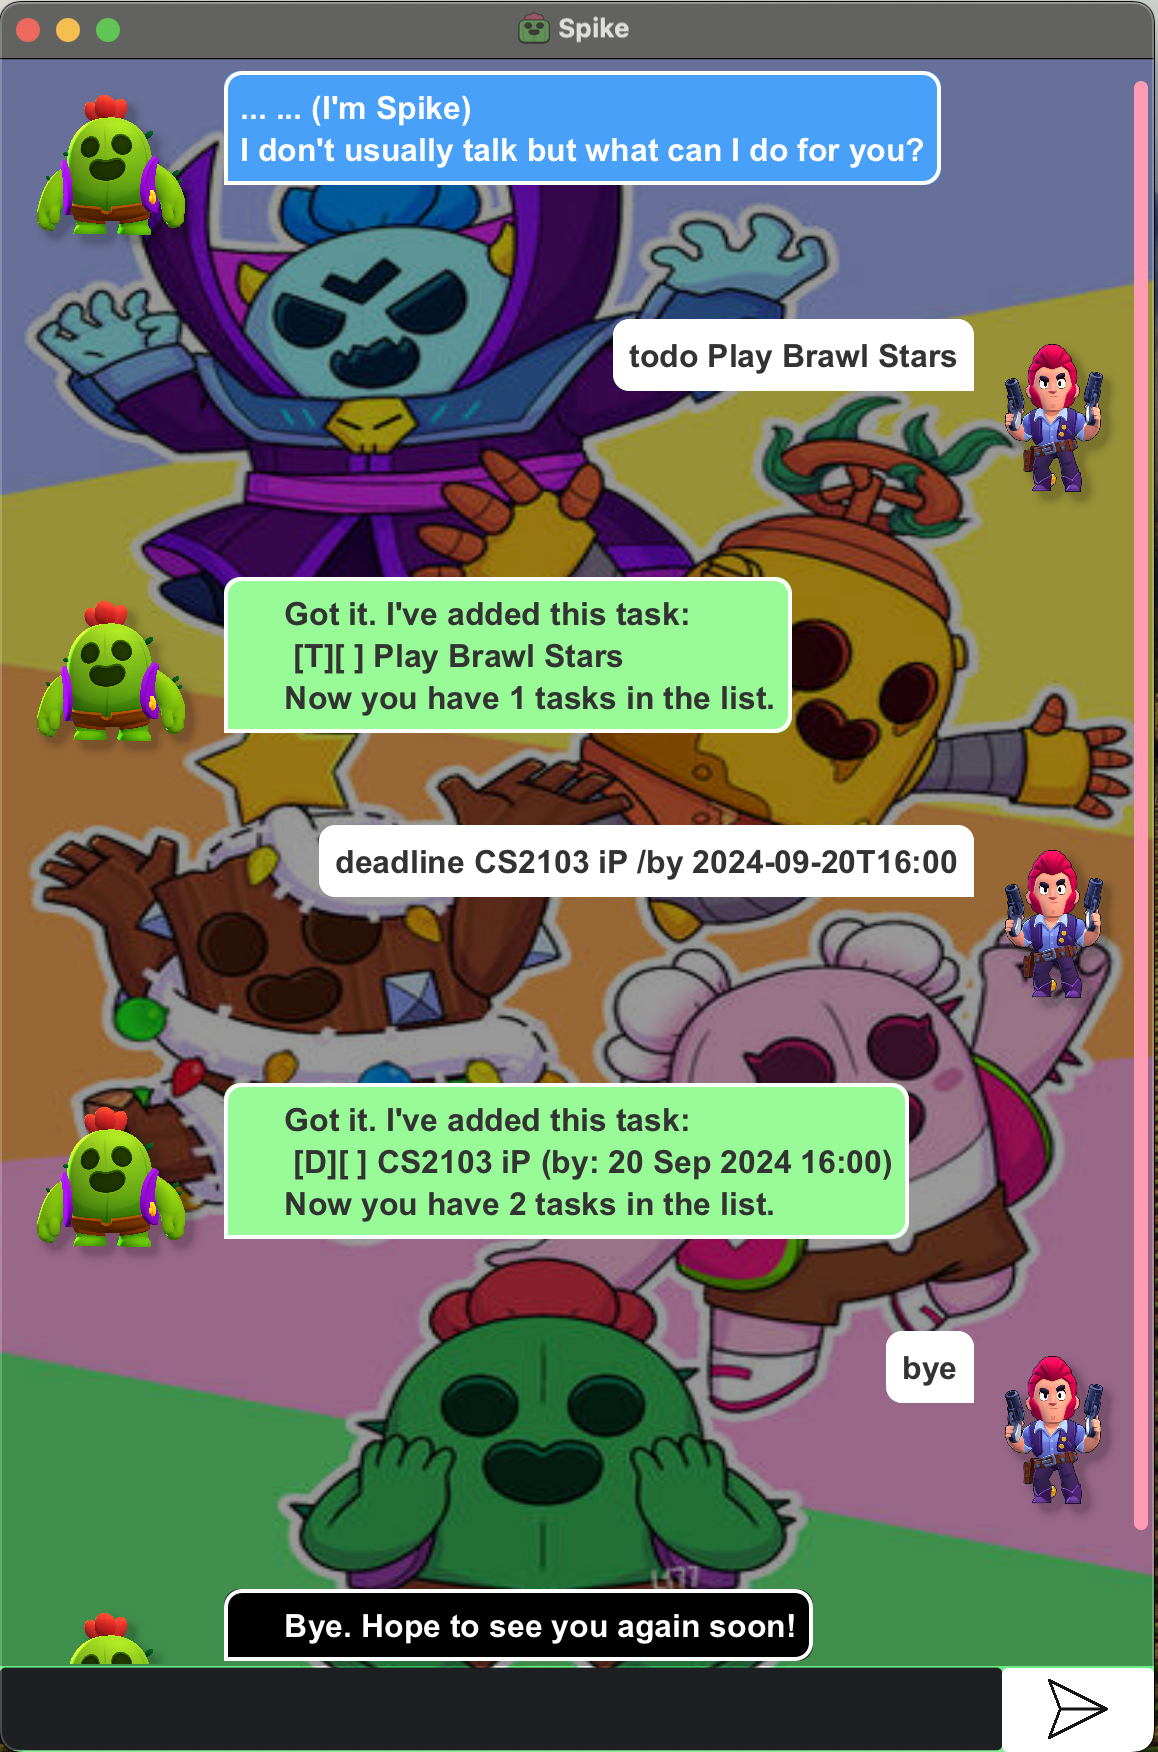 Spike
... ... (I'm Spike)
I don't usually talk but what can I do for you?
todo Play Brawl Stars
Got it. I've added this task:
[T][ ] Play Brawl Stars
Now you have 1 tasks in the list.
deadline CS2103 iP /by 2024-09-20T16:00
Got it. I've added this task:
[D][ ] CS2103 iP (by: 20 Sep 2024 16:00)
Now you have 2 tasks in the list.
bye
Bye. Hope to see you again soon!